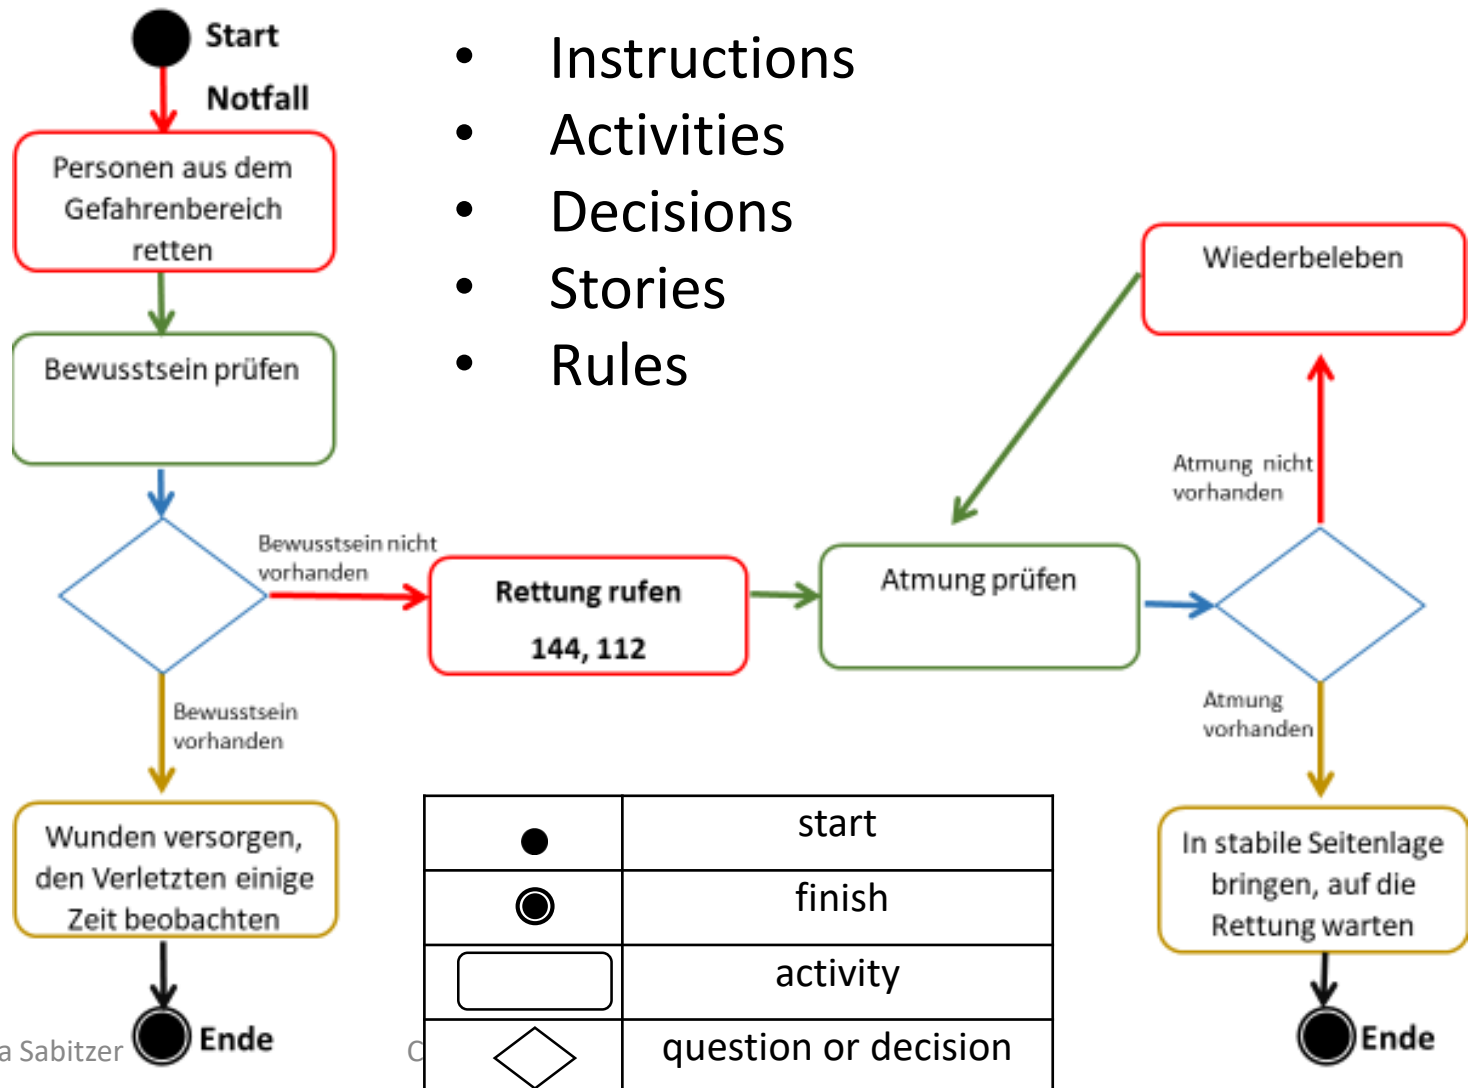 Start
Notfall
Personen aus dem
Gefahrenbereich
retten
Bewusstsein prüfen
Bewusstsein nicht
vorhanden
Bewusstsein
vorhanden
Wunden versorgen,
den Verletzten einige
Zeit beobachten
Ende
• Instructions
• Activities
• Decisions
• Stories
• Rules
Rettung rufen
144, 112
Atmung prüfen
Wiederbeleben
Atmung nicht
vorhanden
Atmung
vorhanden
In stabile Seitenlage
bringen, auf die
Rettung warten
Ende
start
finish
activity
question or decision
a Sabitzer
C